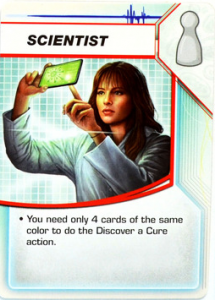 SCIENTIST
• You need only 4 cards of the same
color to do the Discover a Cure
action.